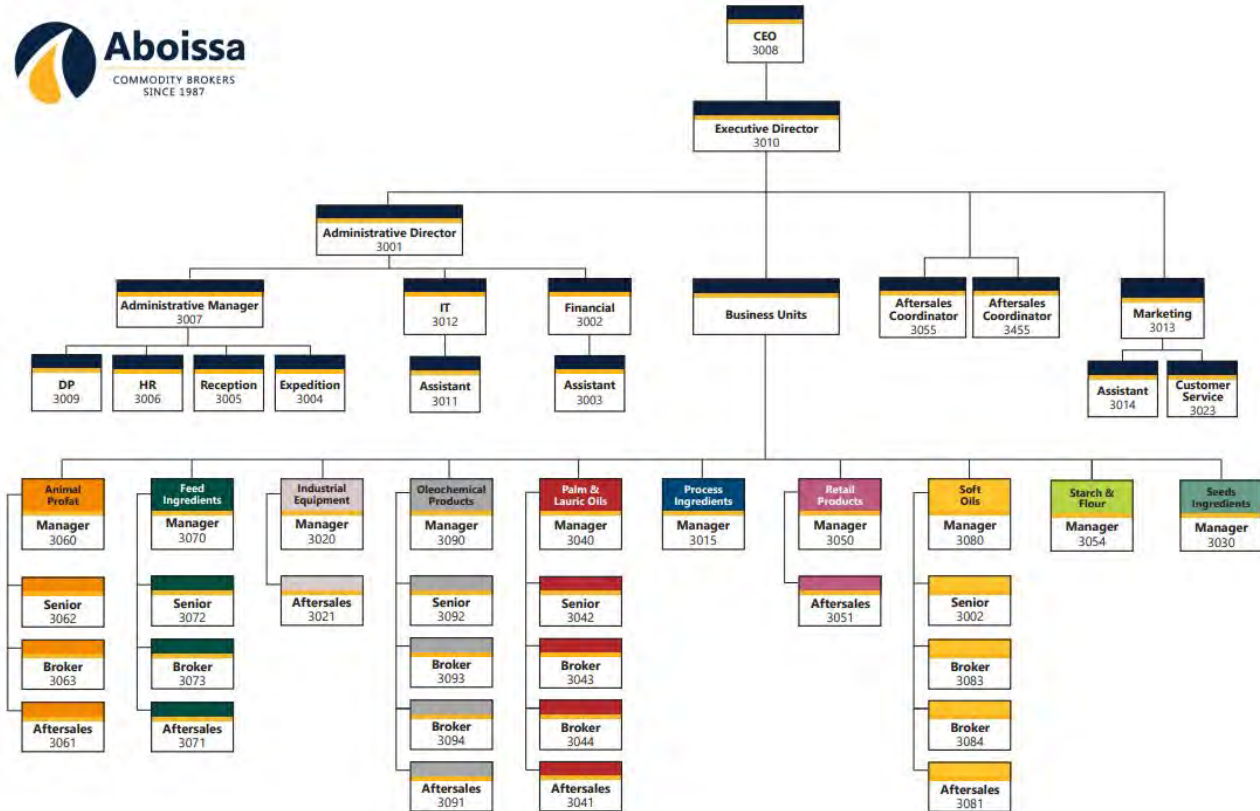 Aboissa
COMMODITY BROKERS
SINCE 1987
CEO
3008
Executive Director
3010
Administrative Director
3001
Administrative Manager
3007
IT
3012
Financial
3002
Business Units
Aftersales
Coordinator
3055
Aftersales
Coordinator
3455
Marketing
3013
DP
3009
HR
3006
Reception
3005
Expedition
3004
Assistant
3011
Assistant
3003
Assistant
3014
Customer
Service
3023
Animal
Profat
Manager
3060
Senior
3062
Broker
3063
Aftersales
3061
Feed
Ingredients
Manager
3070
Senior
3072
Broker
3073
Aftersales
3071
Industrial
Equipment
Manager
3020
Aftersales
3021
Oleochemical
Products
Manager
3090
Senior
3092
Broker
3093
Broker
3094
Aftersales
3091
Palm &
Lauric Oils
Manager
3040
Senior
3042
Broker
3043
Broker
3044
Aftersales
3041
Process
Ingredients
Manager
3015
Retail
Products
Manager
3050
Aftersales
3051
Soft
Oils
Manager
3080
Senior
3002
Broker
3083
Broker
3084
Aftersales
3081
Starch &
Flour
Manager
3054
Seeds
Ingredients
Manager
3030